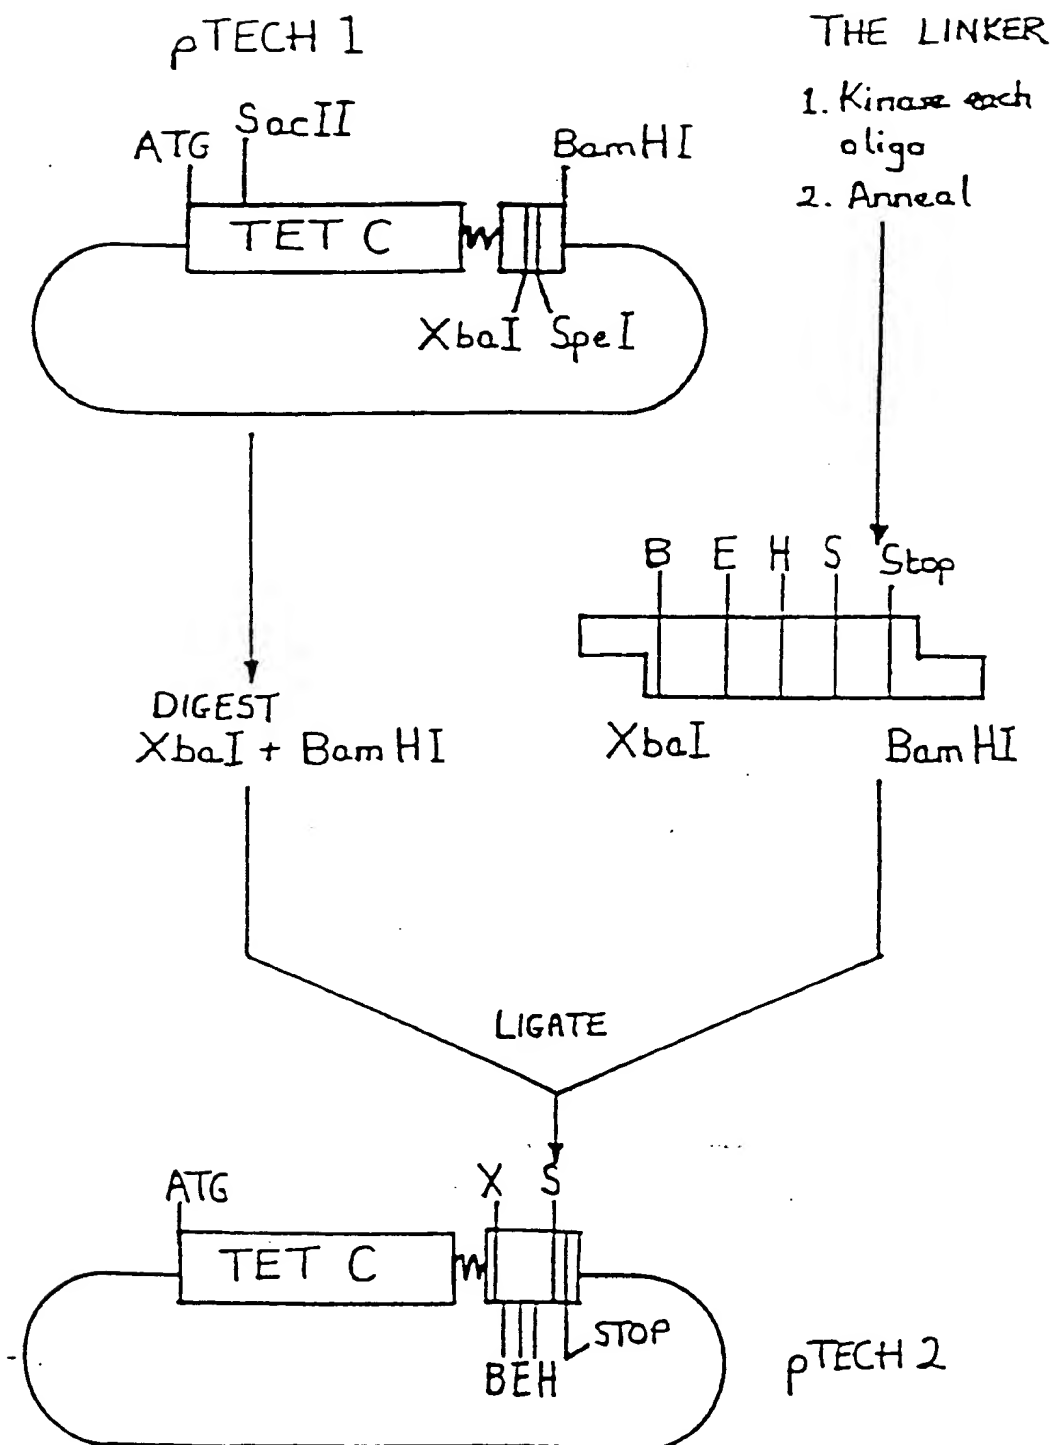 pTECH 1
ATG SacII BamHI
TET C
XbaI SpeI
THE LINKER
1. Kinase each
oligo
2. Anneal
DIGEST
XbaI + BamHI
B E H S Stop
XbaI BamHI
LIGATE
ATG X S
TET C
BEH STOP
pTECH 2